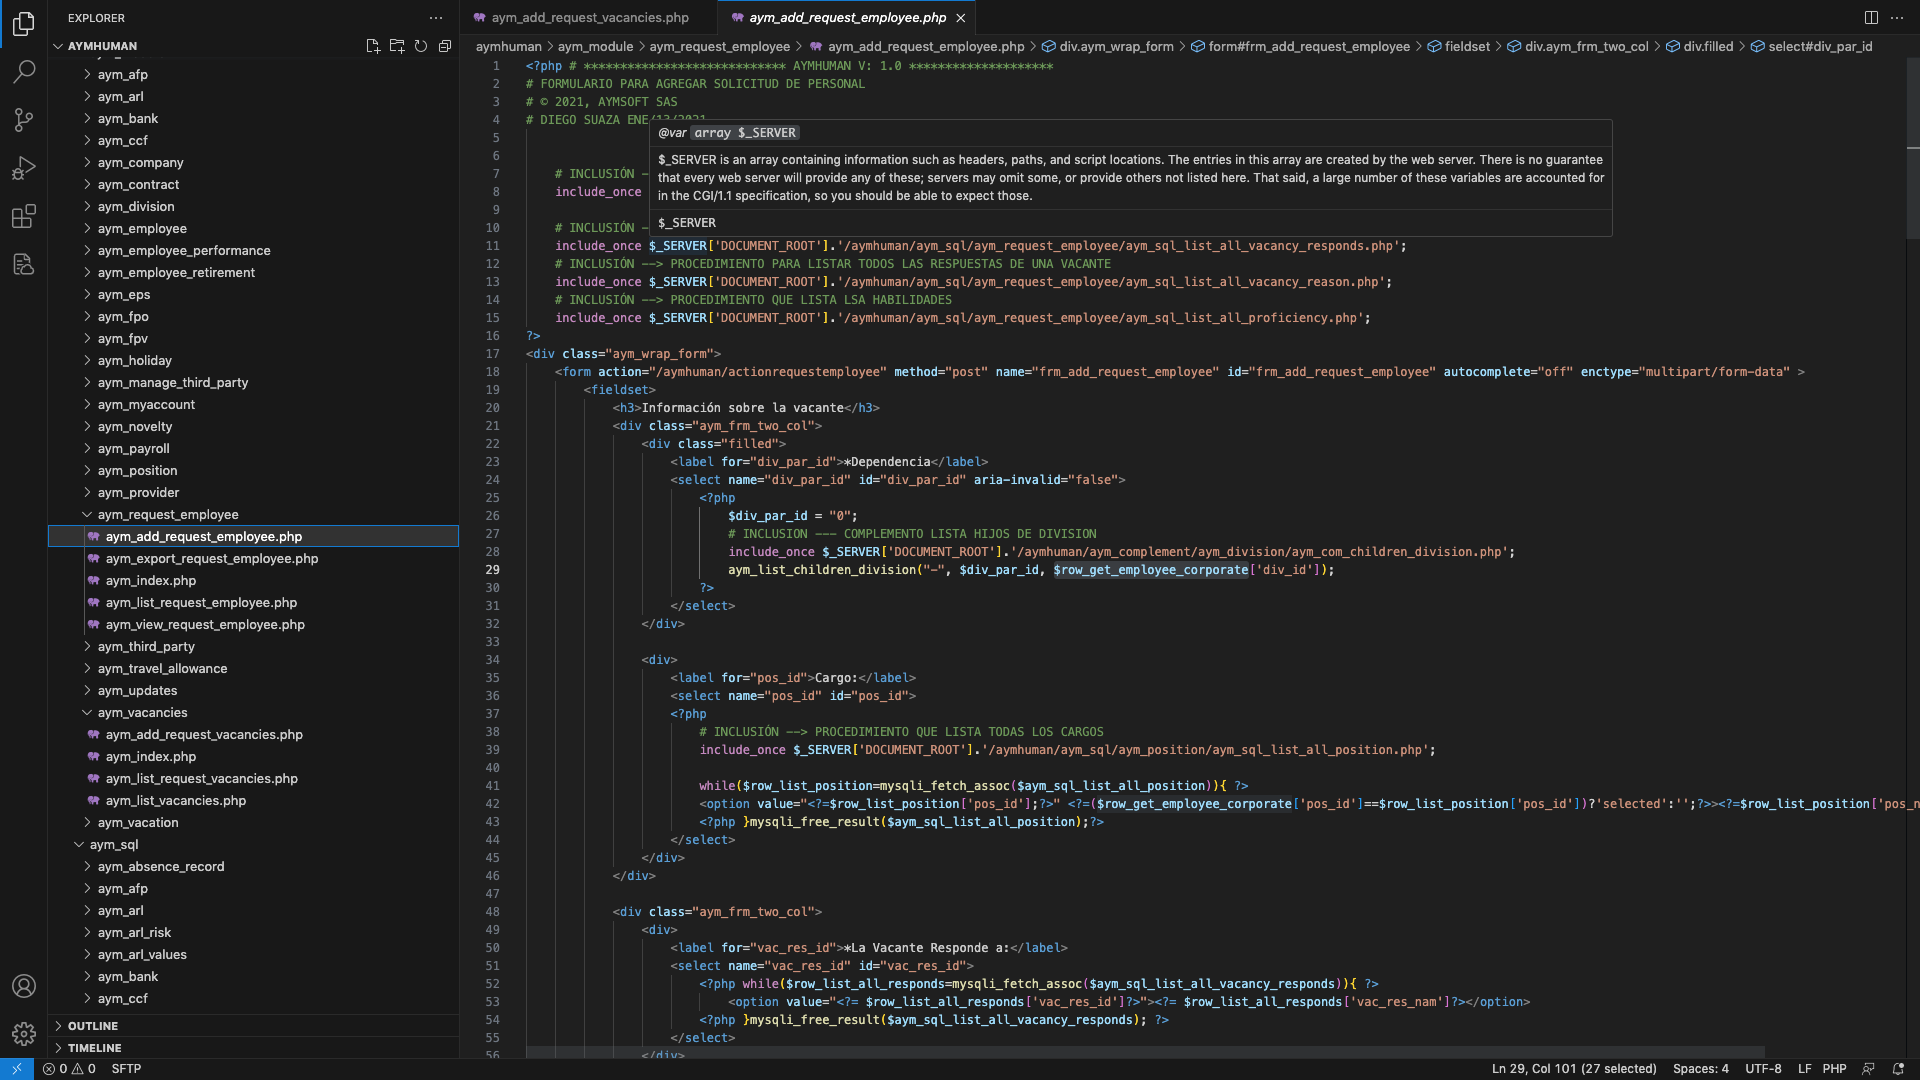 EXPLORER
AYMHUMAN
aym_afp
aym_arl
aym_bank
aym_ccf
aym_company
aym_contract
aym_division
aym_employee
aym_employee_performance
aym_employee_retirement
aym_eps
aym_fpo
aym_fpv
aym_holiday
aym_manage_third_party
aym_myaccount
aym_novelty
aym_payroll
aym_position
aym_provider
aym_request_employee
aym_add_request_employee.php
aym_export_request_employee.php
aym_index.php
aym_list_request_employee.php
aym_view_request_employee.php
aym_third_party
aym_travel_allowance
aym_updates
aym_vacancies
aym_add_request_vacancies.php
aym_index.php
aym_list_request_vacancies.php
aym_list_vacancies.php
aym_vacation
aym_sql
aym_absence_record
aym_afp
aym_arl
aym_arl_risk
aym_arl_values
aym_bank
aym_ccf
OUTLINE
TIMELINE
aym_add_request_vacancies.php
aym_add_request_employee.php
aymhuman > aym_module > aym_request_employee > aym_add_request_employee.php > div.aym_wrap_form > form#frm_add_request_employee > fieldset > div.aym_frm_two_col > div.filled > select#div_par_id
1 <?php # **************************** AYMHUMAN V: 1.0 ********************
2 # FORMULARIO PARA AGREGAR SOLICITUD DE PERSONAL
3 # © 2021, AYMSOFT SAS
4 # DIEGO SUAZA ENE/13/2021
5
6
7 # INCLUSIÓN -
8 include_once
9
10 # INCLUSIÓN -
@var array $_SERVER
$_SERVER is an array containing information such as headers, paths, and script locations. The entries in this array are created by the web server. There is no guarantee
that every web server will provide any of these; servers may omit some, or provide others not listed here. That said, a large number of these variables are accounted for
in the CGI/1.1 specification, so you should be able to expect those.
$_SERVER
11 include_once $_SERVER['DOCUMENT_ROOT'].'/aymhuman/aym_sql/aym_request_employee/aym_sql_list_all_vacancy_responds.php';
12 # INCLUSIÓN --> PROCEDIMIENTO PARA LISTAR TODOS LAS RESPUESTAS DE UNA VACANTE
13 include_once $_SERVER['DOCUMENT_ROOT'].'/aymhuman/aym_sql/aym_request_employee/aym_sql_list_all_vacancy_reason.php';
14 # INCLUSIÓN --> PROCEDIMIENTO QUE LISTA LSA HABILIDADES
15 include_once $_SERVER['DOCUMENT_ROOT'].'/aymhuman/aym_sql/aym_request_employee/aym_sql_list_all_proficiency.php';
16 ?>
17 <div class="aym_wrap_form">
18 <form action="/aymhuman/actionrequestemployee" method="post" name="frm_add_request_employee" id="frm_add_request_employee" autocomplete="off" enctype="multipart/form-data" >
19 <fieldset>
20 <h3>Información sobre la vacante</h3>
21 <div class="aym_frm_two_col">
22 <div class="filled">
23 <label for="div_par_id">*Dependencia</label>
24 <select name="div_par_id" id="div_par_id" aria-invalid="false">
25 <?php
26 $div_par_id = "0";
27 # INCLUSION --- COMPLEMENTO LISTA HIJOS DE DIVISION
28 include_once $_SERVER['DOCUMENT_ROOT'].'/aymhuman/aym_complement/aym_division/aym_com_children_division.php';
29 aym_list_children_division("-", $div_par_id, $row_get_employee_corporate['div_id']);
30 ?>
31 </select>
32 </div>
33
34 <div>
35 <label for="pos_id">Cargo:</label>
36 <select name="pos_id" id="pos_id">
37 <?php
38 # INCLUSIÓN --> PROCEDIMIENTO QUE LISTA TODAS LOS CARGOS
39 include_once $_SERVER['DOCUMENT_ROOT'].'/aymhuman/aym_sql/aym_position/aym_sql_list_all_position.php';
40
41 while($row_list_position=mysqli_fetch_assoc($aym_sql_list_all_position)){ ?>
42 <option value="<?=$row_list_position['pos_id'];?>" <?=($row_get_employee_corporate['pos_id']==$row_list_position['pos_id'])?'selected':'';?>><?=$row_list_position['pos_n
43 <?php }mysqli_free_result($aym_sql_list_all_position);?>
44 </select>
45 </div>
46 </div>
47
48 <div class="aym_frm_two_col">
49 <div>
50 <label for="vac_res_id">*La Vacante Responde a:</label>
51 <select name="vac_res_id" id="vac_res_id">
52 <?php while($row_list_all_responds=mysqli_fetch_assoc($aym_sql_list_all_vacancy_responds)){ ?>
53 <option value="<?= $row_list_all_responds['vac_res_id']?>"><?= $row_list_all_responds['vac_res_nam']?></option>
54 <?php }mysqli_free_result($aym_sql_list_all_vacancy_responds); ?>
55 </select>
56 </div>
0 0 SFTP
Ln 29, Col 101 (27 selected) Spaces: 4 UTF-8 LF PHP